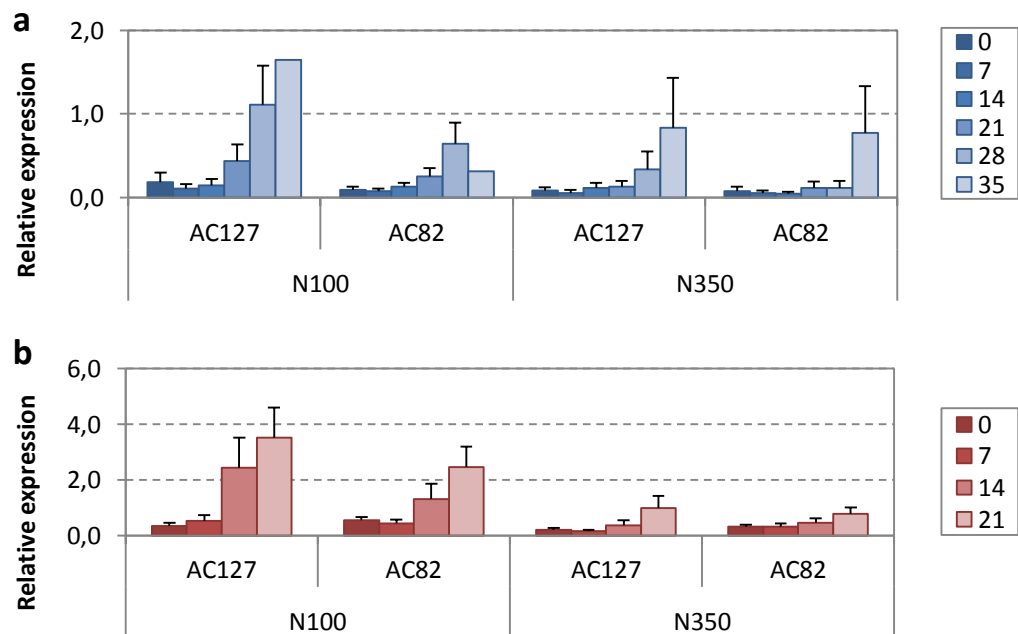 a
Relative expression
2,0
1,0
0,0
AC127 AC82 AC127 AC82
N100 N350
0
7
14
21
28
35
b
Relative expression
6,0
4,0
2,0
0,0
AC127 AC82 AC127 AC82
N100 N350
0
7
14
21